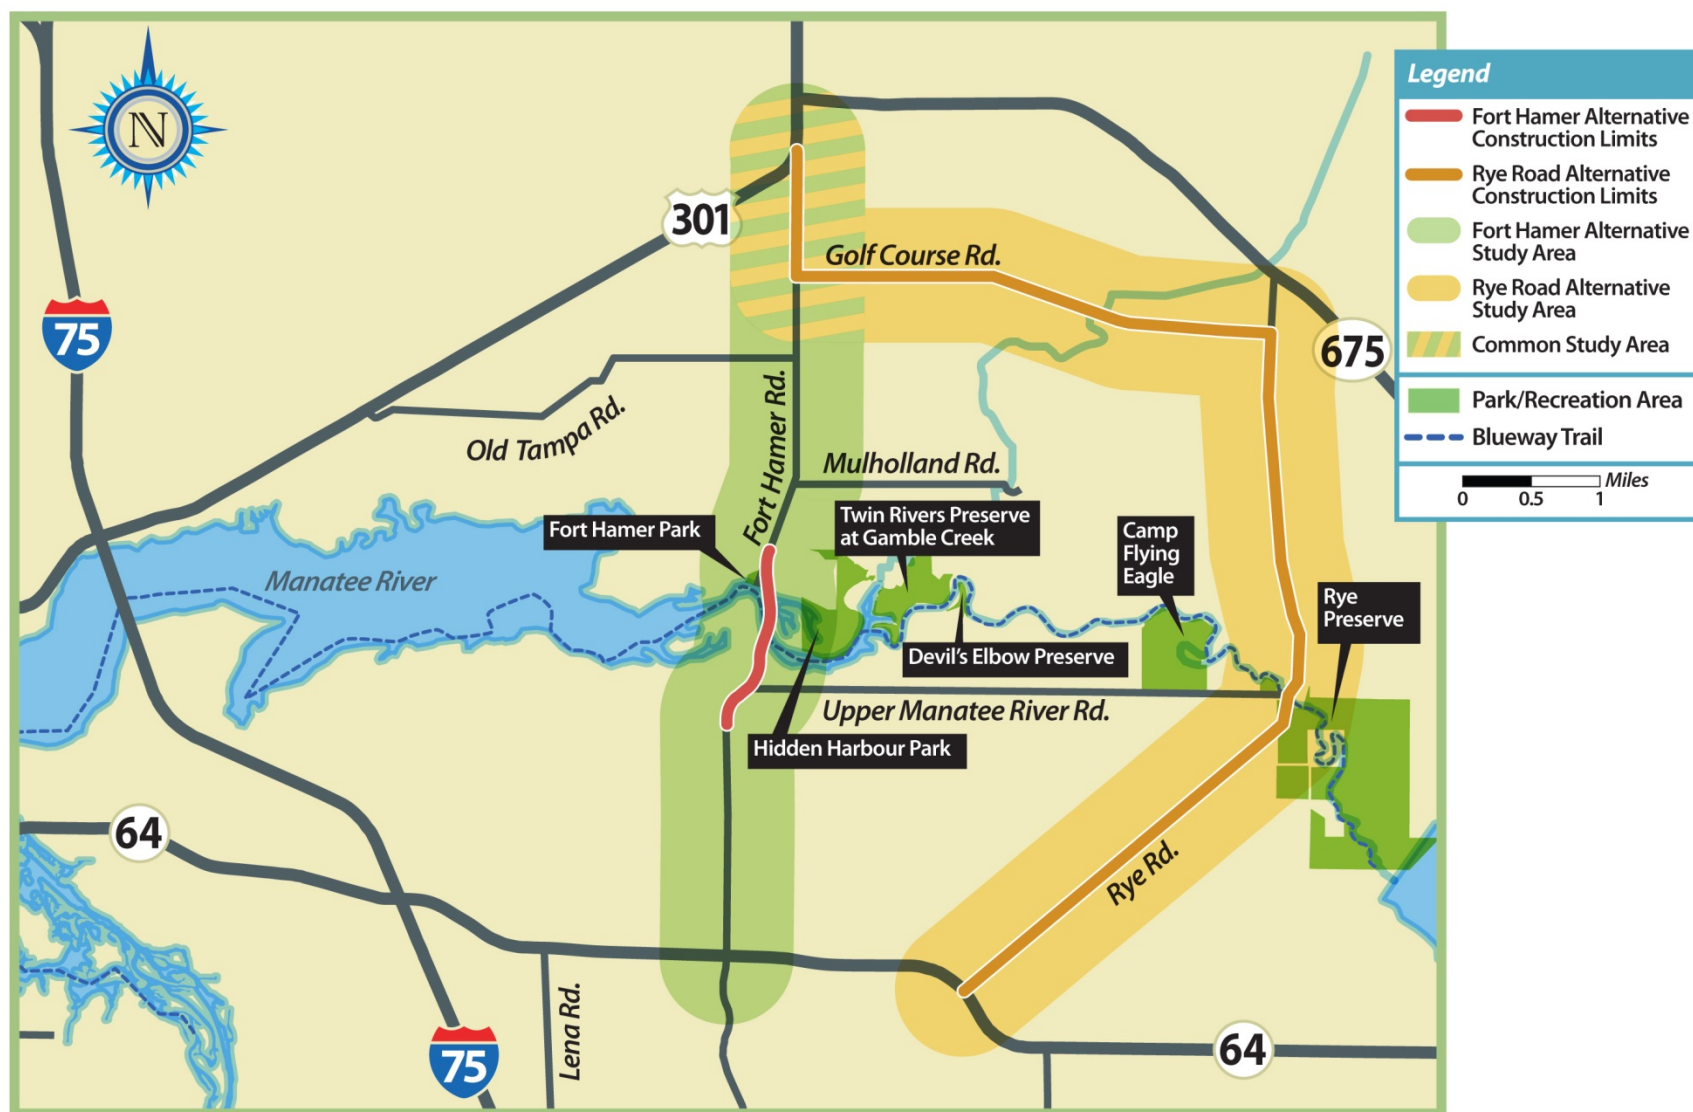 N
301
75
Golf Course Rd.
675
Old Tampa Rd.
Fort Hamer Rd.
Mulholland Rd.
Fort Hamer Park
Twin Rivers Preserve
at Gamble Creek
Camp
Flying
Eagle
Manatee River
Rye
Preserve
Devil's Elbow Preserve
Upper Manatee River Rd.
Hidden Harbour Park
64
Rye Rd.
Lena Rd.
75
64
Legend
Fort Hamer Alternative
Construction Limits
Rye Road Alternative
Construction Limits
Fort Hamer Alternative
Study Area
Rye Road Alternative
Study Area
Common Study Area
Park/Recreation Area
Blueway Trail
Miles
0 0.5 1